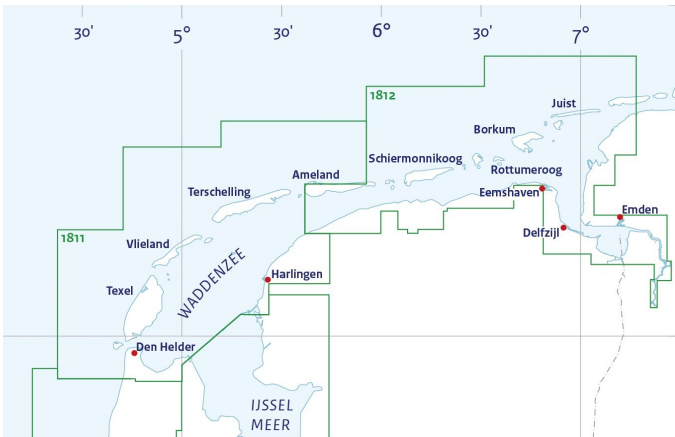 30' 5° 30' 6° 30' 7°
1812
Juist
Borkum
Schiermonnikoog
Rottumeroog
Ameland
Eemshaven
Terschelling
Emden
Delfzijl
1811
Vlieland
WADDENZEE
Harlingen
Texel
Den Helder
IJSSEL
MEER